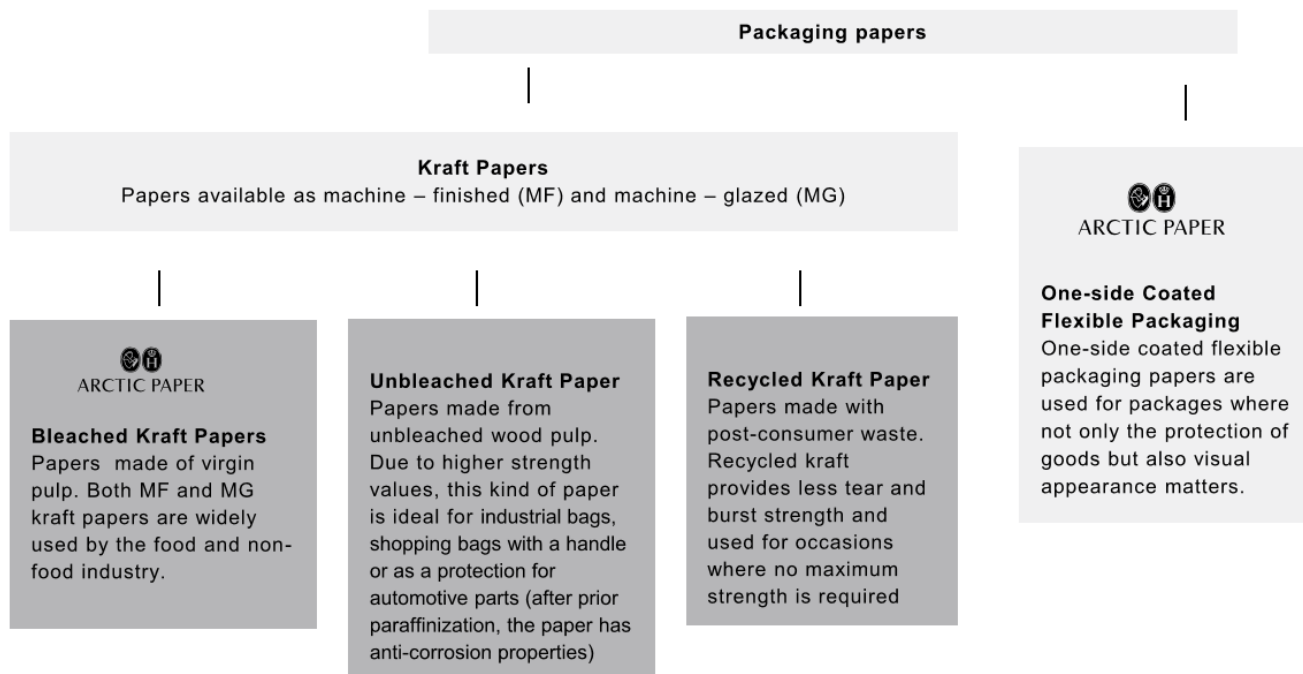 Packaging papers
Kraft Papers
Papers available as machine – finished (MF) and machine – glazed (MG)
ARCTIC PAPER
Bleached Kraft Papers
Papers made of virgin
pulp. Both MF and MG
kraft papers are widely
used by the food and non-
food industry.
Unbleached Kraft Paper
Papers made from
unbleached wood pulp.
Due to higher strength
values, this kind of paper
is ideal for industrial bags,
shopping bags with a handle
or as a protection for
automotive parts (after prior
paraffinization, the paper has
anti-corrosion properties)
Recycled Kraft Paper
Papers made with
post-consumer waste.
Recycled kraft
provides less tear and
burst strength and
used for occasions
where no maximum
strength is required
H
ARCTIC PAPER
One-side Coated
Flexible Packaging
One-side coated flexible
packaging papers are
used for packages where
not only the protection of
goods but also visual
appearance matters.